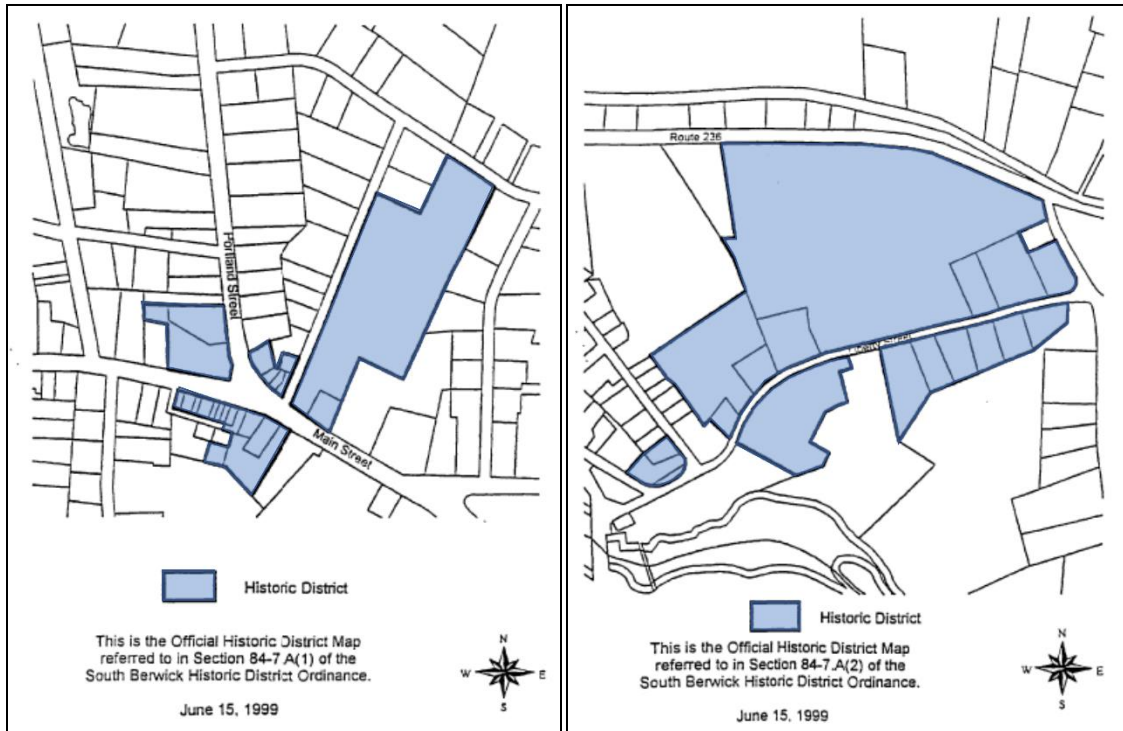 Portland Street
Main Street
Historic District
This is the Official Historic District Map
referred to in Section 84-7.A(1) of the
South Berwick Historic District Ordinance.
June 15, 1999
N
W
E
S
Route 236
Liberty Street
Historic District
This is the Official Historic District Map
referred to in Section 84-7.A(2) of the
South Berwick Historic District Ordinance.
June 15, 1999
N
W
E
S